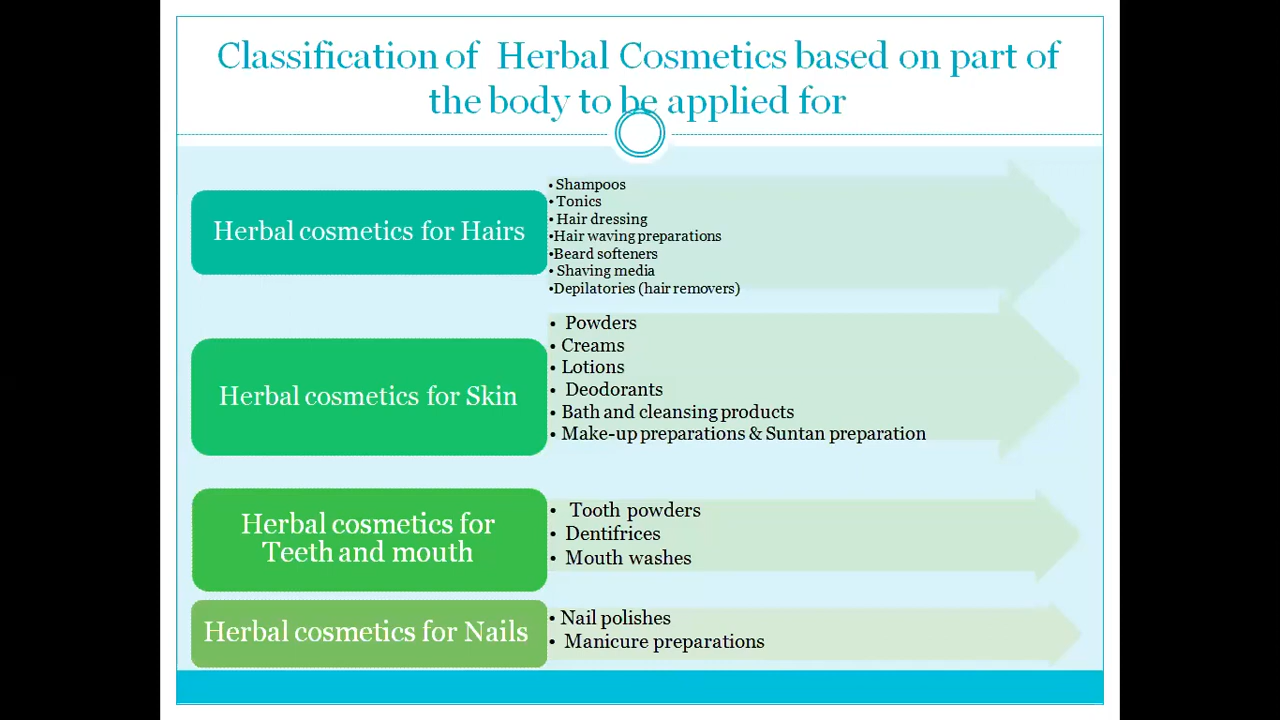 Classification of Herbal Cosmetics based on part of
the body to be applied for
Herbal cosmetics for Hairs
• Shampoos
• Tonics
• Hair dressing
•Hair waving preparations
•Beard softeners
• Shaving media
•Depilatories (hair removers)
Herbal cosmetics for Skin
• Powders
• Creams
• Lotions
• Deodorants
• Bath and cleansing products
• Make-up preparations & Suntan preparation
Herbal cosmetics for
Teeth and mouth
• Tooth powders
• Dentifrices
• Mouth washes
Herbal cosmetics for Nails
• Nail polishes
• Manicure preparations